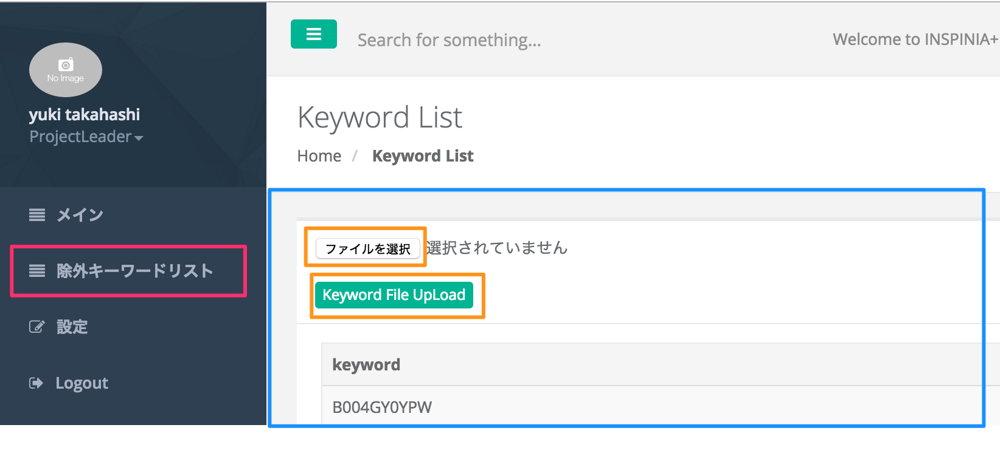 Search for something...
Welcome to INSPINIA+
No Image
yuki takahashi
ProjectLeader
メイン
除外キーワードリスト
設定
Logout
Keyword List
Home / Keyword List
ファイルを選択 選択されていません
Keyword File UpLoad
keyword
B004GY0YPW